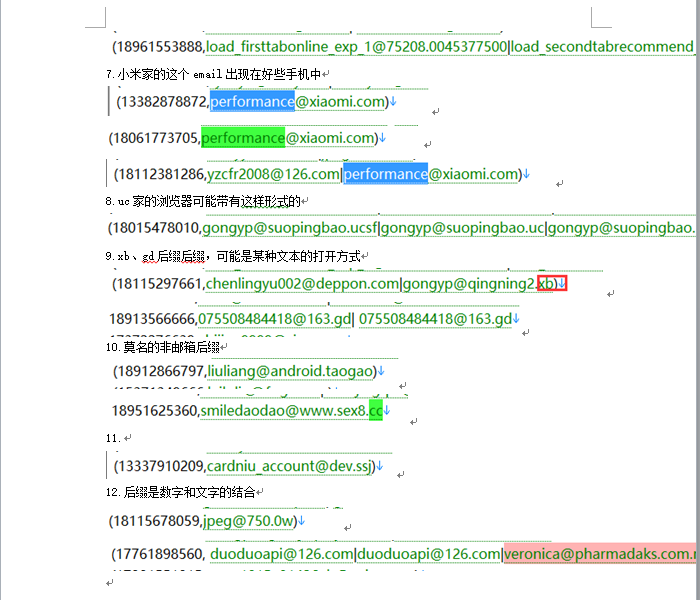 (18961553888,load_firsttabonline_exp_1@75208.0045377500|load_secondtabrecommend_
7.小米家的这个 email 出现在好些手机中
(13382878872,performance@xiaomi.com)
(18061773705,performance@xiaomi.com)
(18112381286,yzcfr2008@126.com|performance@xiaomi.com)
8.uc 家的浏览器可能带有这样形式的
(18015478010,gongyp@suopingbao.ucsf|gongyp@suopingbao.uc|gongyp@suopingbao.
9.xb、gd 后缀后缀，可能是某种文本的打开方式
(18115297661,chenlingyu002@deppon.com|gongyp@qingning2.xb)
18913566666,075508484418@163.gd| 075508484418@163.gd
10.莫名的非邮箱后缀
(18912866797,liuliang@android.taogao)
18951625360,smiledaodao@www.sex8.cc
11.
(13337910209,cardniu_account@dev.ssj)
12.后缀是数字和文字的结合
(18115678059,jpeg@750.0w)
(17761898560, duoduoapi@126.com|duoduoapi@126.com|veronica@pharmadaks.com.